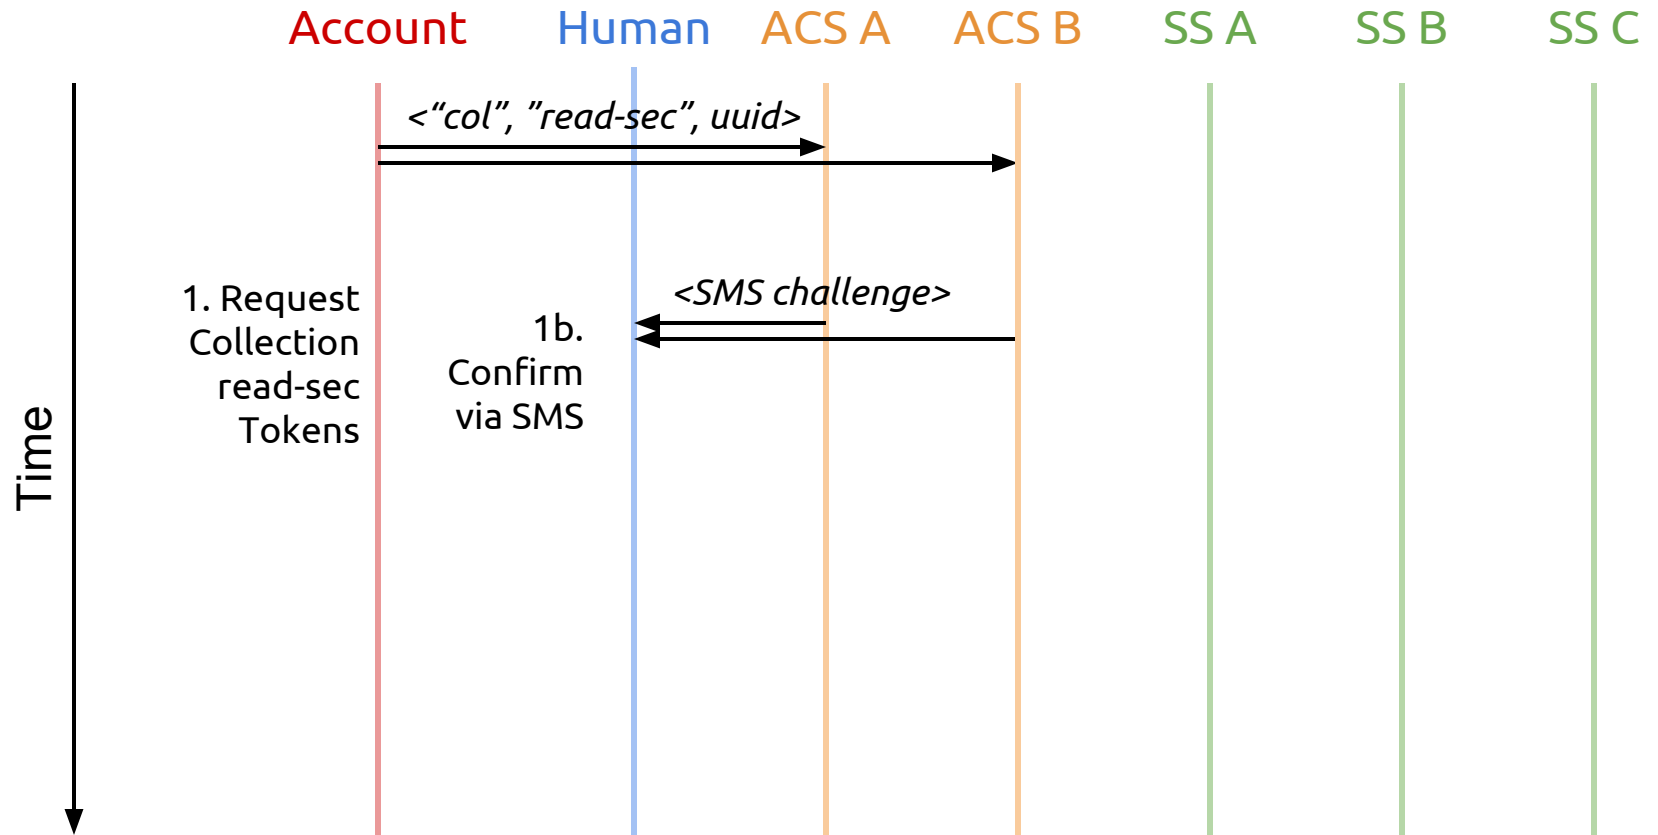 Account Human ACS A ACS B SS A SS B SS C
<“col”, ”read-sec”, uuid>
<SMS challenge>
1. Request
Collection
read-sec
Tokens
1b.
Confirm
via SMS
Time